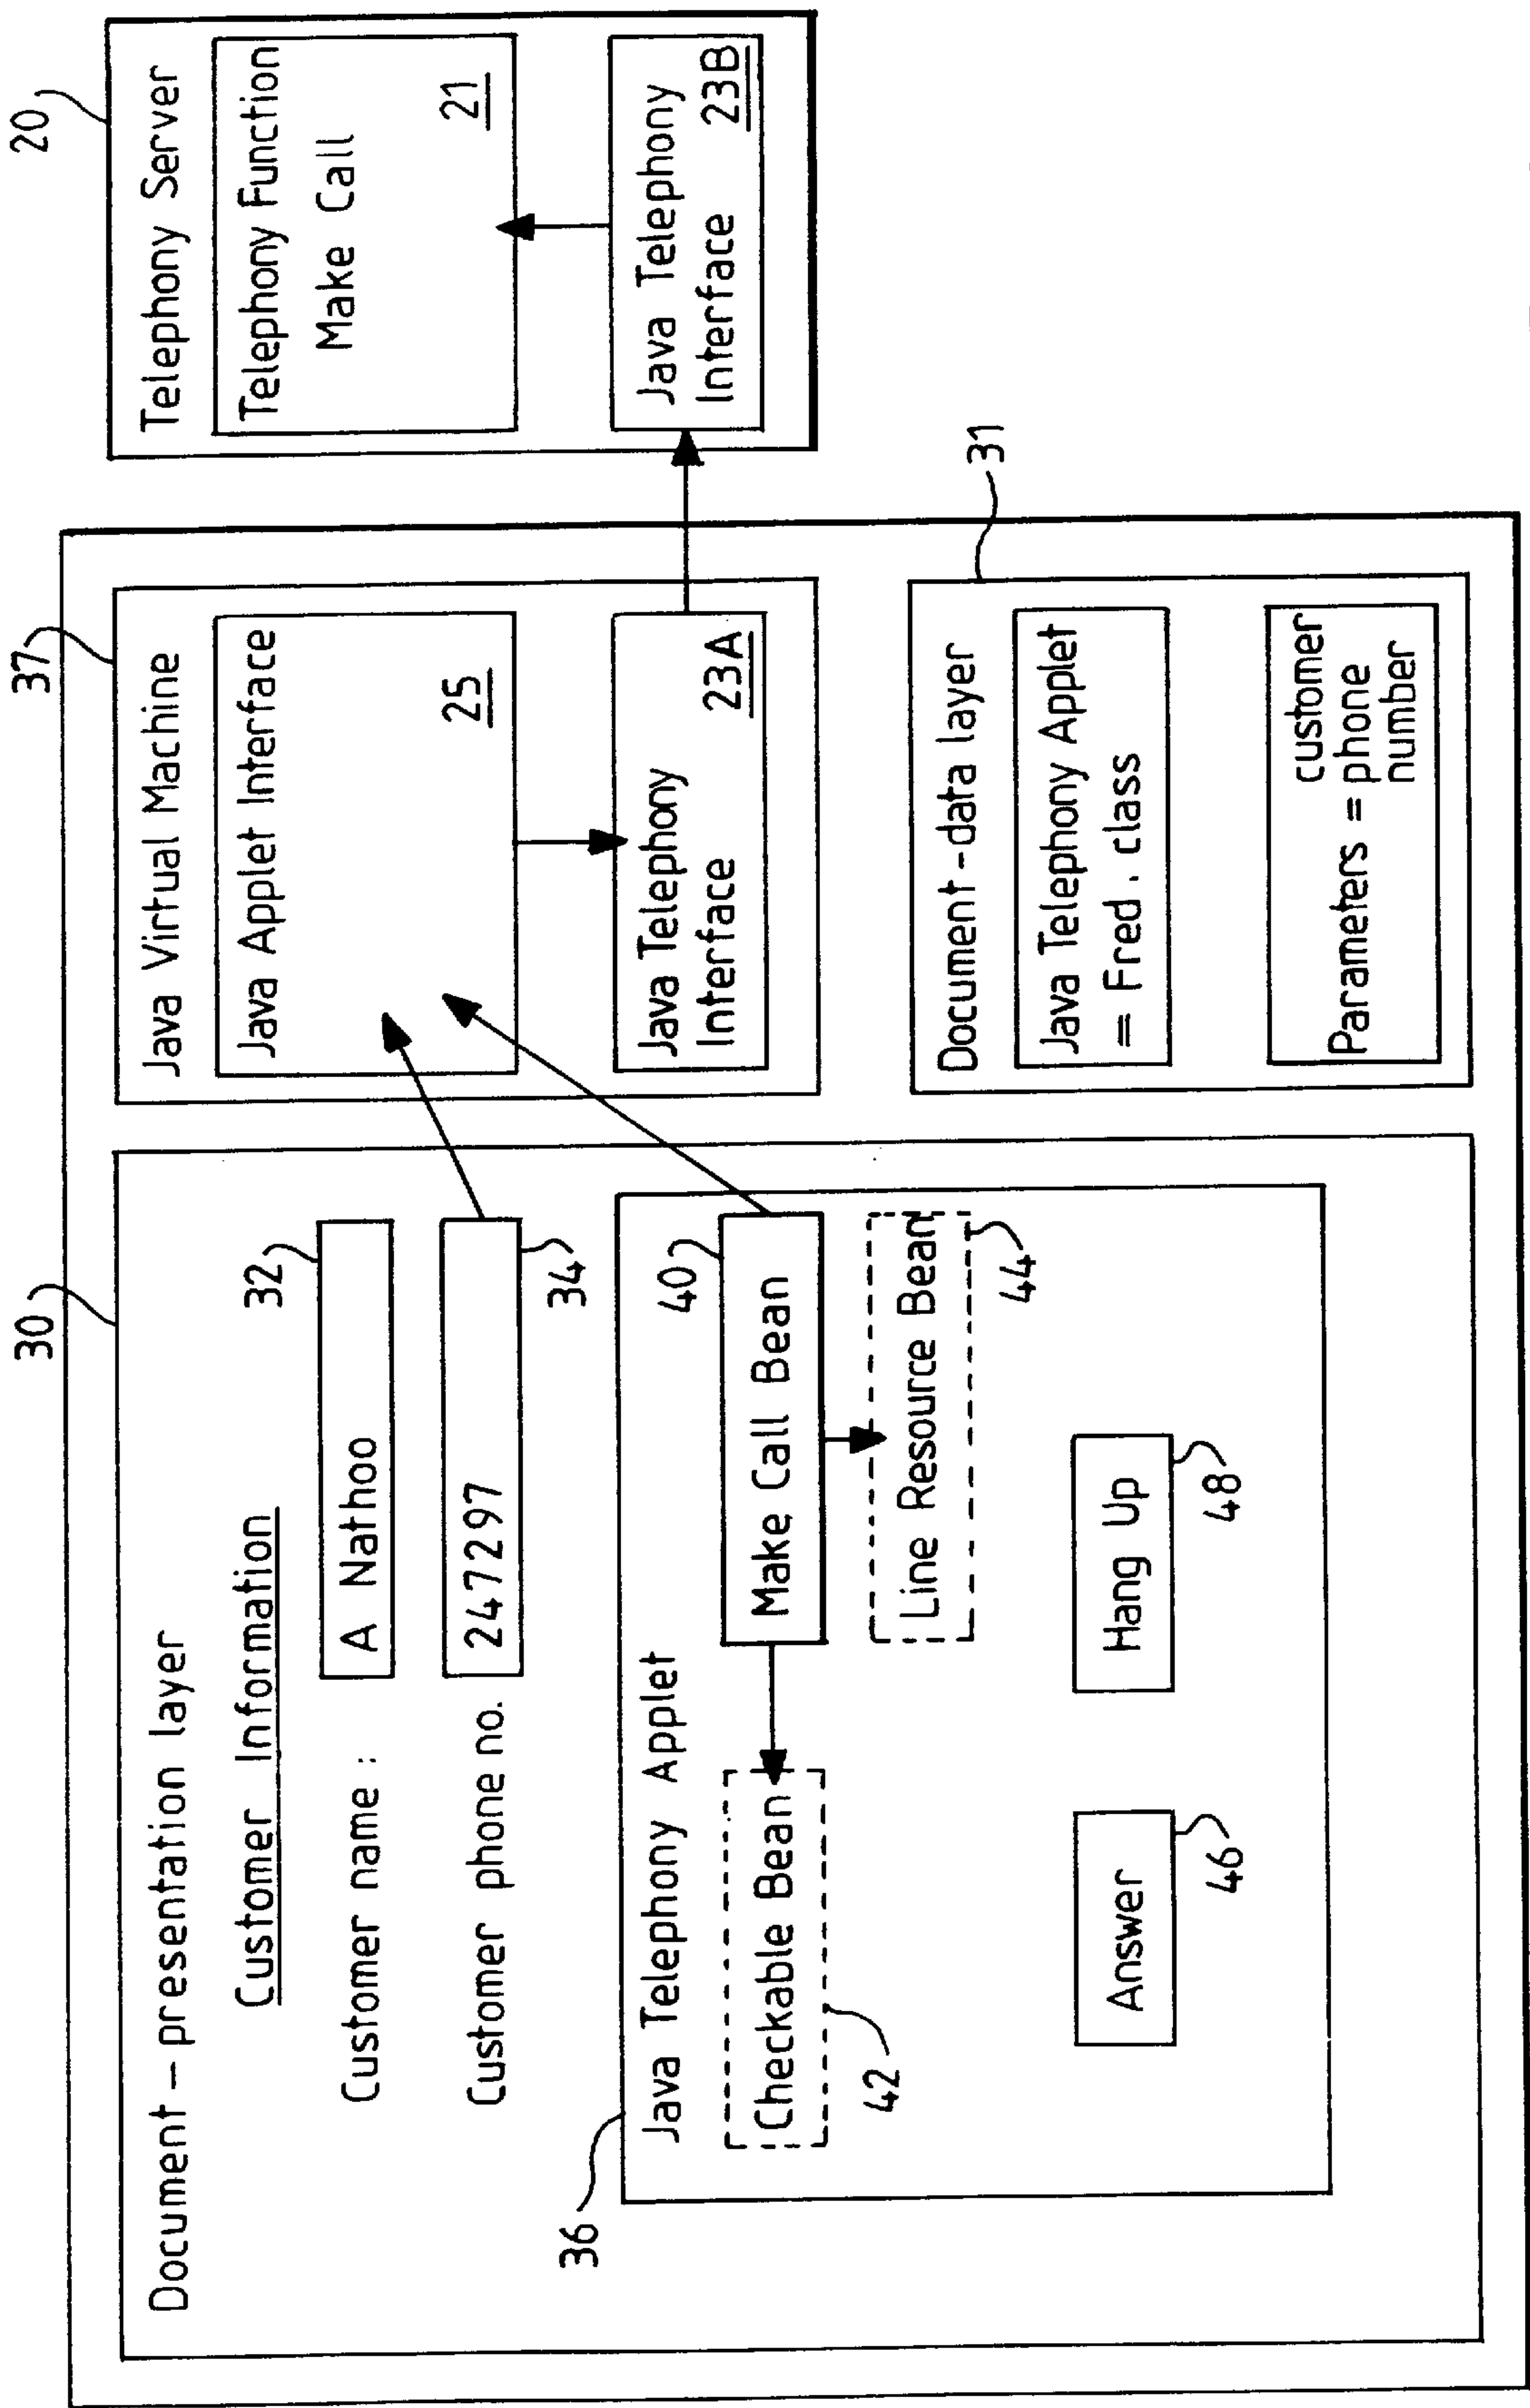 Document – presentation layer
30
Customer Information
Customer name :
A Nathoo
32
Customer phone no.
247297
34
36
Java Telephony Applet
Checkable Bean
42
Make Call Bean
40
Line Resource Bean
44
Answer
46
Hang Up
48
37
Java Virtual Machine
Java Applet Interface
25
Java Telephony
Interface
23A
31
Document-data layer
Java Telephony Applet
= Fred . class
customer
Parameters = phone
number
20
Telephony Server
Telephony Function
Make Call
21
Java Telephony
Interface 23B